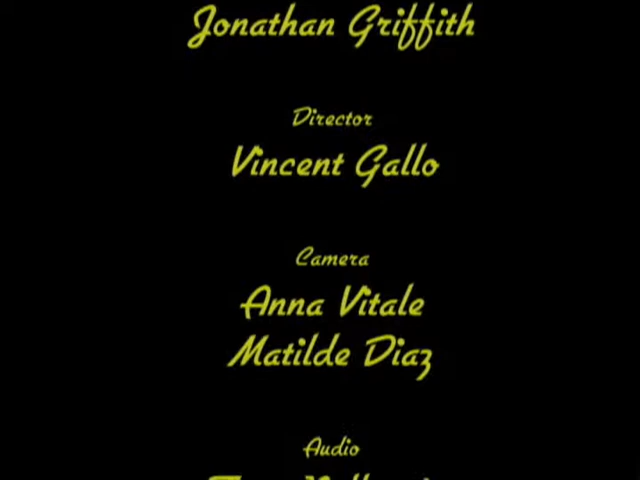 Jonathan Griffith
Director
Vincent Gallo
Camera
Anna Vitale
Matilde Diaz
Audio